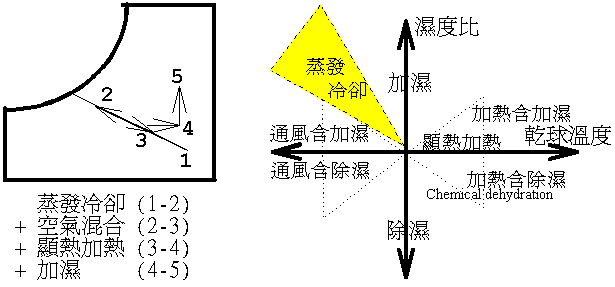 2
5
3
4
1
蒸發冷卻 (1-2)
+ 空氣混合 (2-3)
+ 顯熱加熱 (3-4)
+ 加濕 (4-5)
濕度比
蒸發
冷卻
加濕
加熱含加濕
通風含加濕
顯熱加熱
乾球溫度
通風含除濕
加熱含除濕
Chemical dehydration
除濕